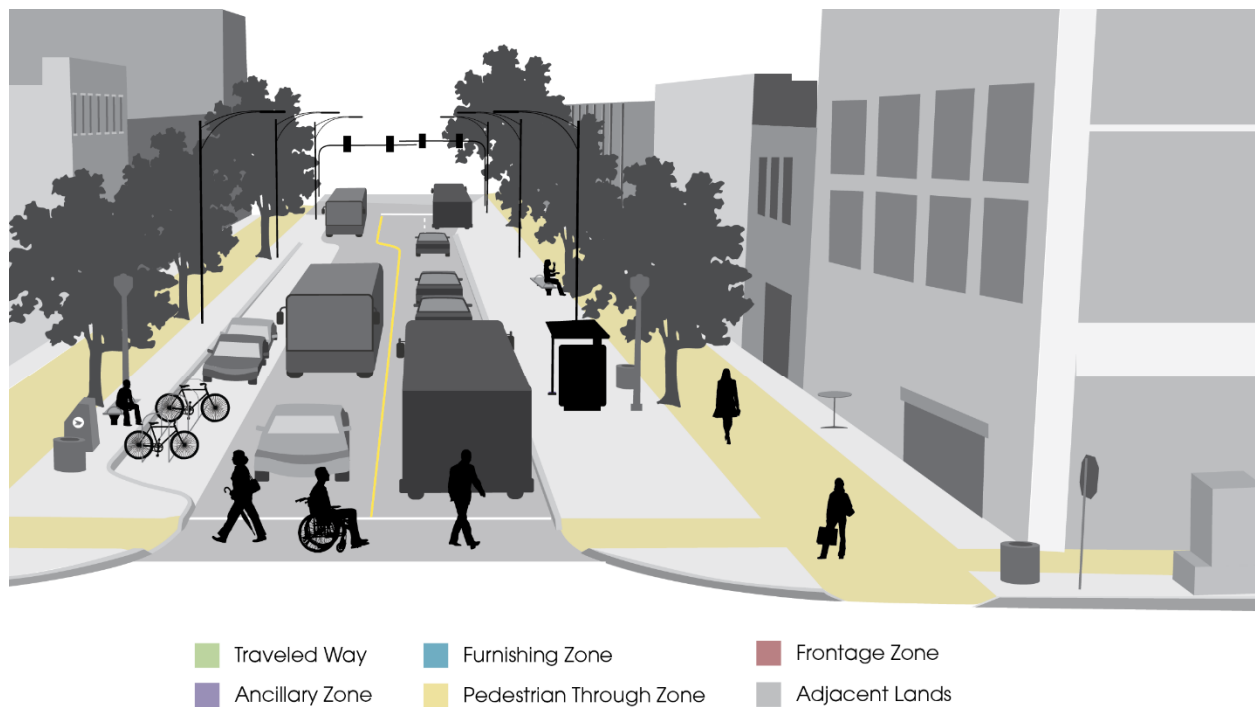 Traveled Way
Furnishing Zone
Frontage Zone
Ancillary Zone
Pedestrian Through Zone
Adjacent Lands